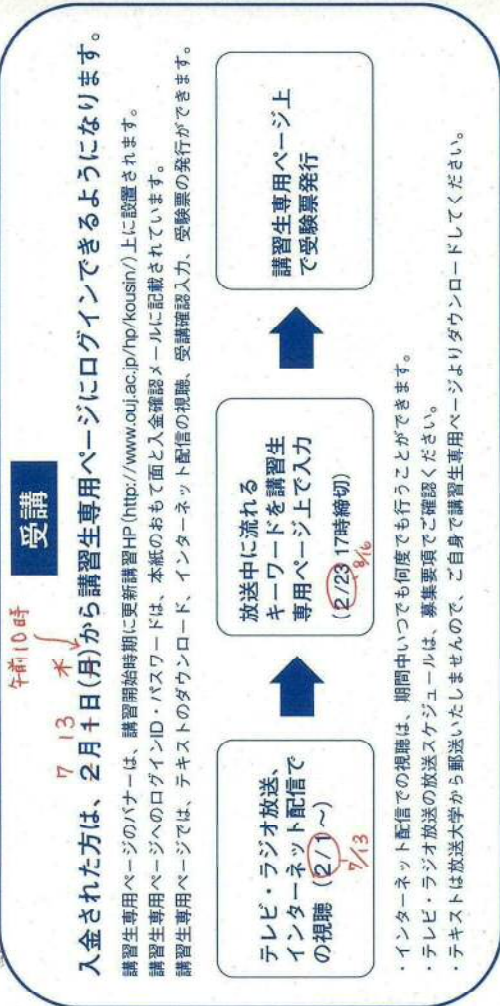 受講
午前10時
7 13 水
入金された方は、2月1日(月)から講習生専用ページにログインできるようになります。
講習生専用ページのバナーは、講習開始時期に更新講習HP(http://www.ouj.ac.jp/hp/kousin/)上に設置されます。
講習生専用ページへのログインID・パスワードは、本紙のおもて面と入金確認メールに記載されています。
講習生専用ページでは、テキストのダウンロード、インターネット配信の視聴、受講確認入力、受験票の発行ができます。
テレビ・ラジオ放送、
インターネット配信で
の視聴 (2/1~)
7/13
放送中に流れる
キーワードを講習生
専用ページ上で入力
(2/23 17時締切)
8/16
講習生専用ページ上
で受験票発行
・インターネット配信での視聴は、期間中いつでも何度でも行うことができます。
・テレビ・ラジオ放送の放送スケジュールは、募集要項でご確認ください。
・テキストは放送大学から郵送いたしませんので、ご自身で講習生専用ページよりダウンロードしてください。